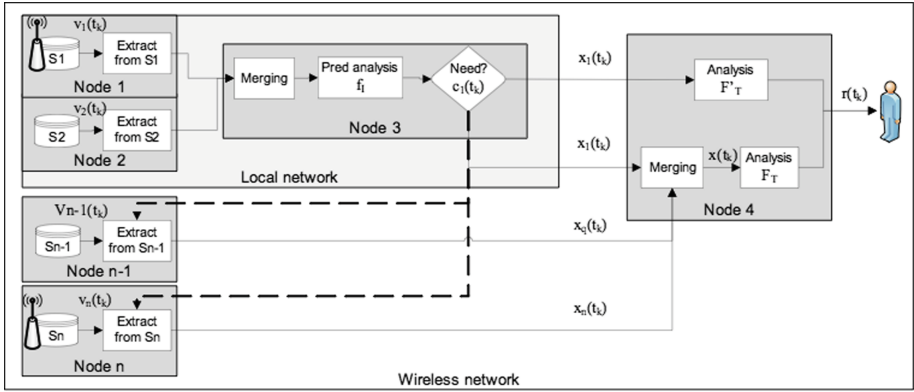 v1(tk)
S1
Extract
from S1
Node 1
v2(tk)
S2
Extract
from S2
Node 2
Merging
Pred analysis
fI
Need?
c1(tk)
Node 3
Local network
x1(tk)
Analysis
F'T
r(tk)
x1(tk)
Merging
x(tk)
Analysis
FT
Node 4
Vn-1(tk)
Sn-1
Extract
from Sn-1
Node n-1
xq(tk)
vn(tk)
Sn
Extract
from Sn
Node n
xn(tk)
Wireless network